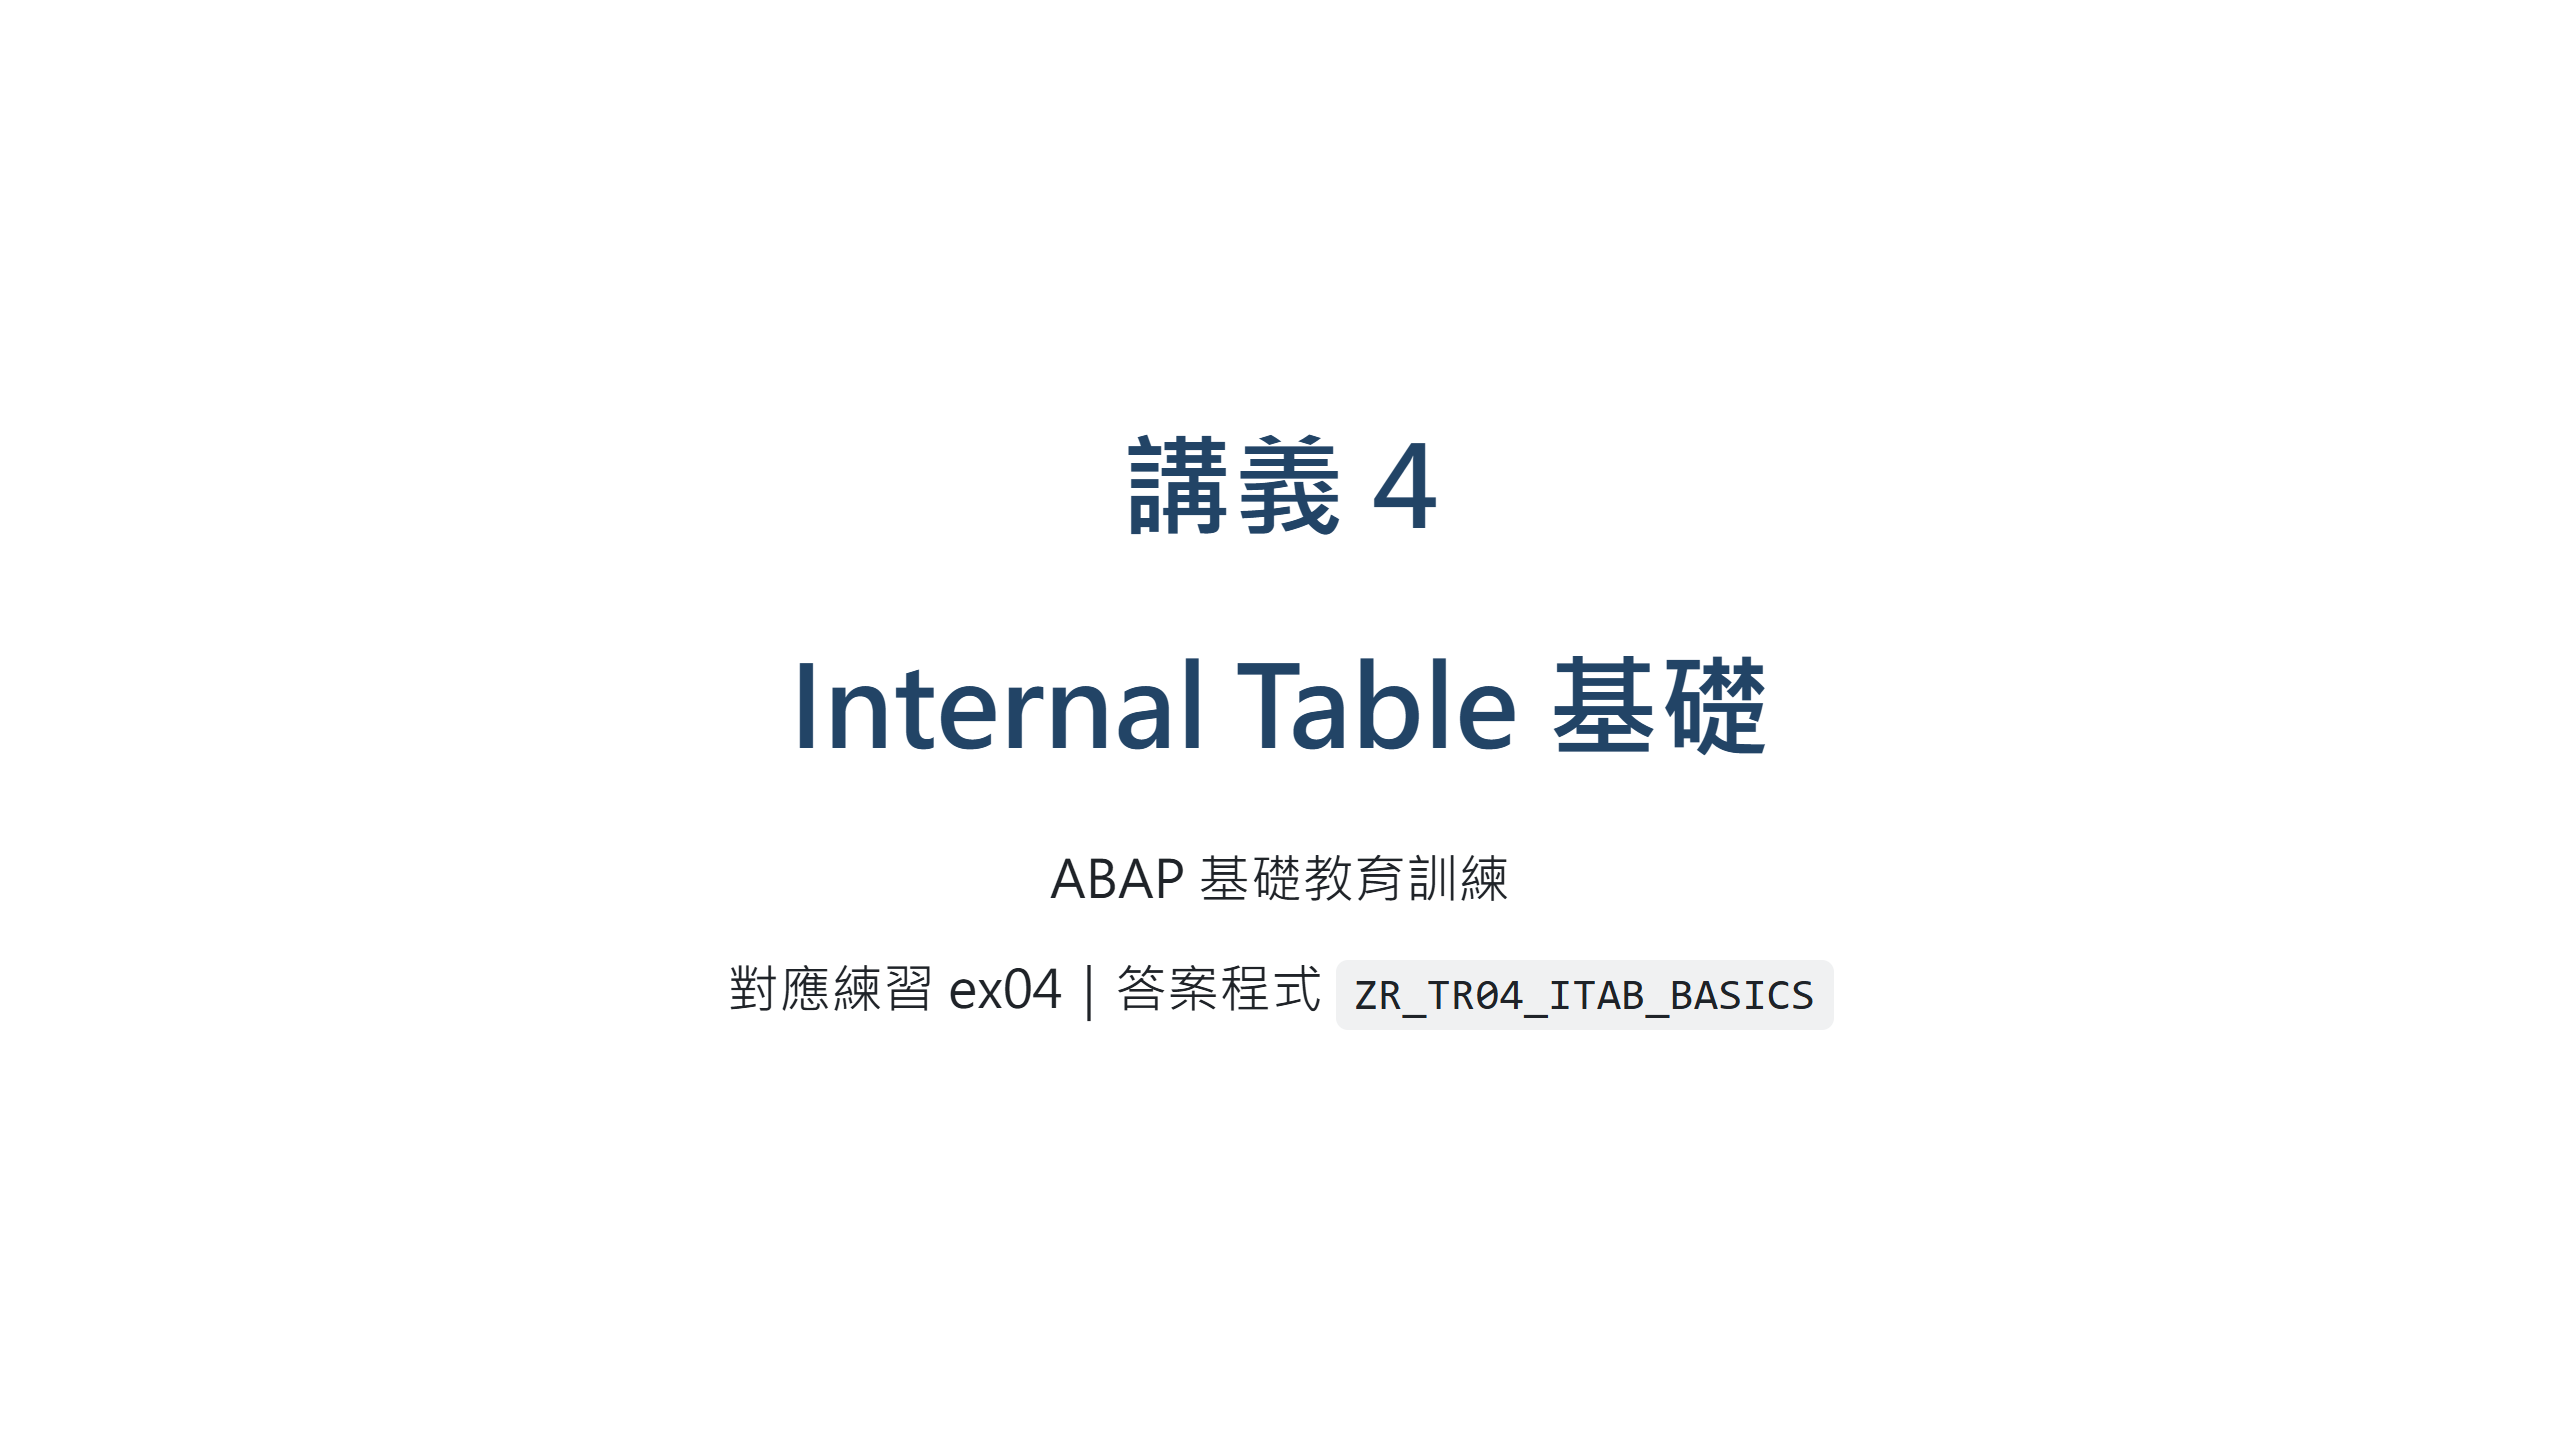 講義 4
Internal Table 基礎
ABAP 基礎教育訓練
對應練習 ex04｜答案程式 ZR_TR04_ITAB_BASICS